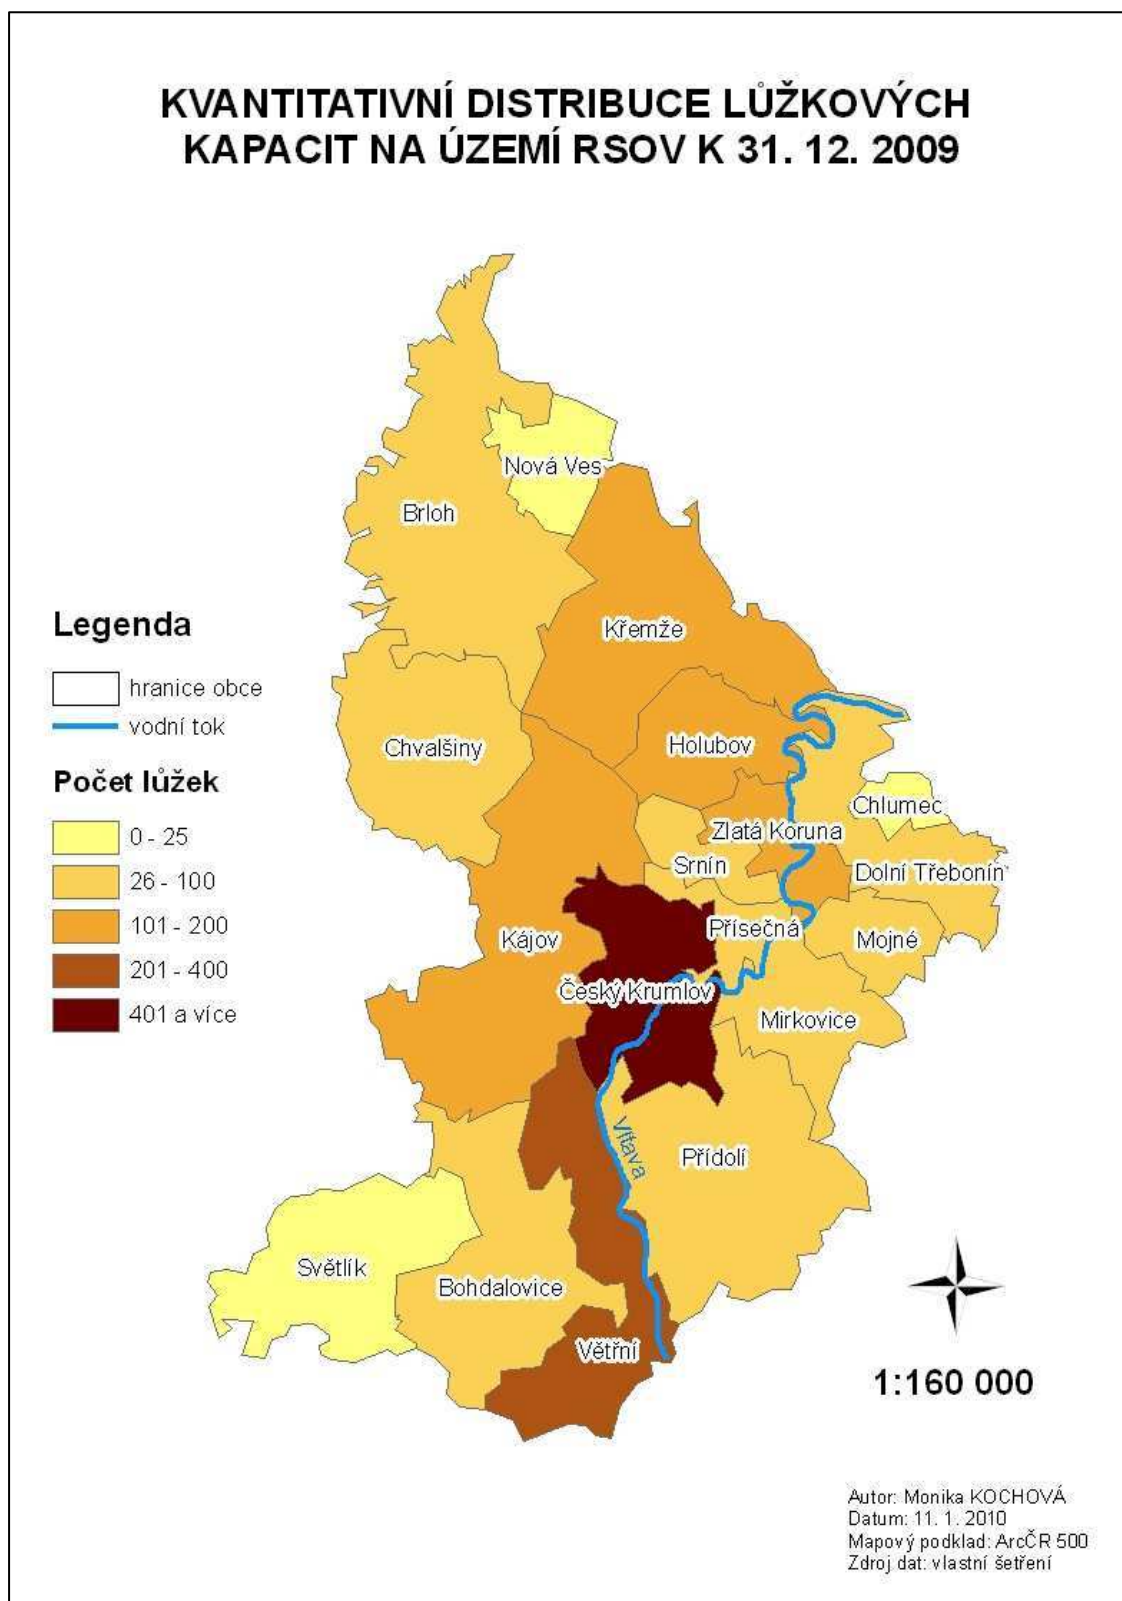 KVANTITATIVNÍ DISTRIBUCE LŮŽKOVÝCH
KAPACIT NA ÚZEMÍ RSOV K 31. 12. 2009
Nová Ves
Brloh
Křemže
Holubov
Chvalšiny
Chlumec
Zlatá Koruna
Srnín
Dolní Třebonín
Přísečná
Kájov
Mojné
Český Krumlov
Mirkovice
Vltava
Přídolí
Světlík
Bohdalovice
Větřní
Legenda
hranice obce
vodní tok
Počet lůžek
0 - 25
26 - 100
101 - 200
201 - 400
401 a více
1:160 000
Autor: Monika KOCHOVÁ
Datum: 11. 1. 2010
Mapový podklad: ArcČR 500
Zdroj dat: vlastní šetření